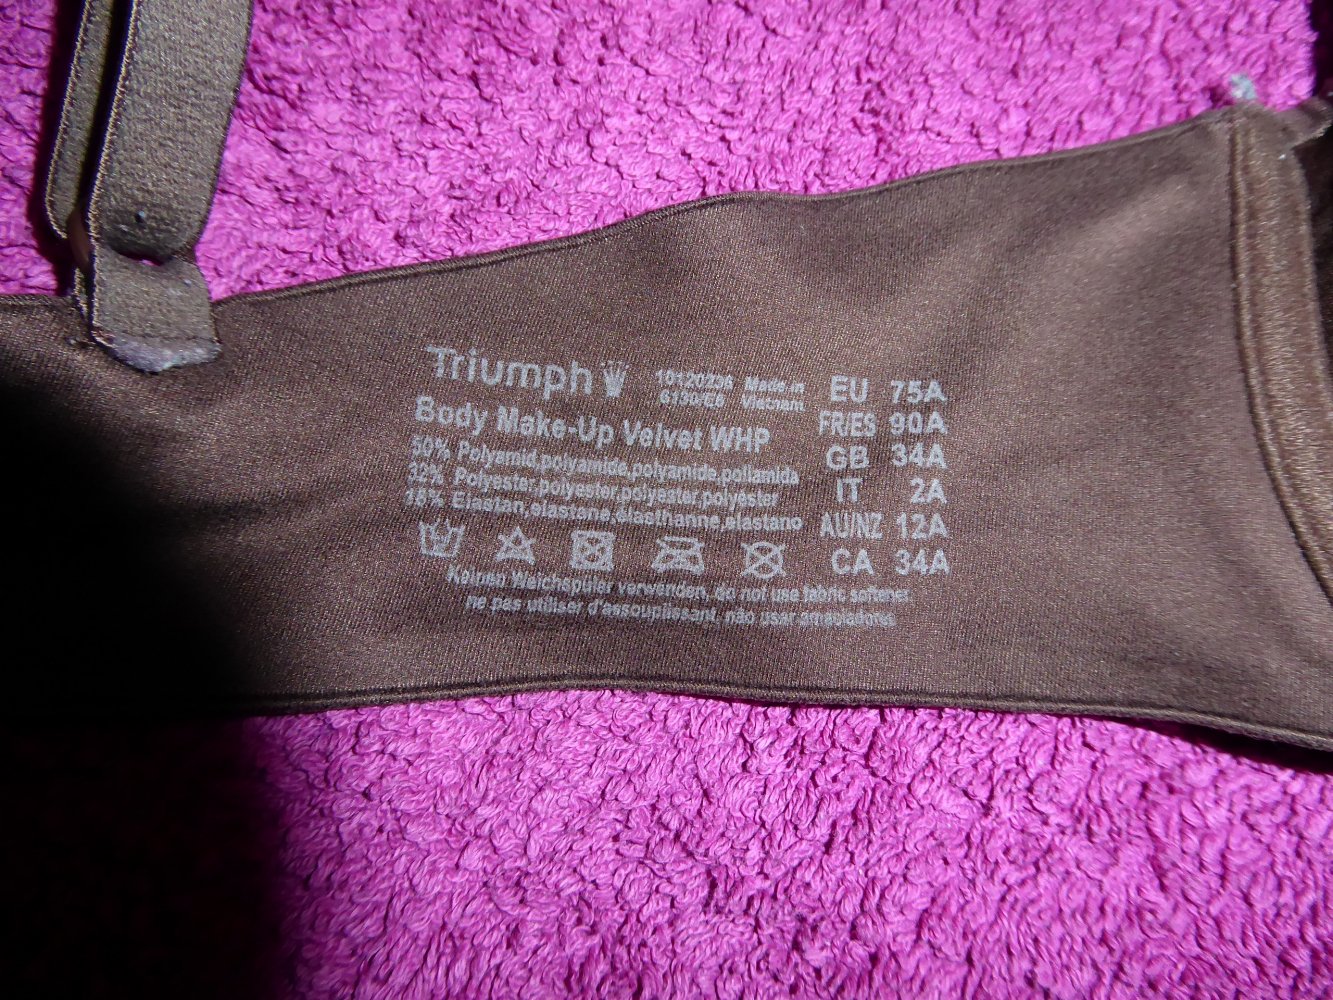 Triumph
10120234 Made in
6130/E6 Vietnam
Body Make-Up Velvet WHP
50% Polyamid,polyamide,polyamide,poliamida
32% Polyester,polyester,polyester,polyester
18% Elastan,elastane,élasthanne,elastano
EU 75A
FR/ES 90A
GB 34A
IT 2A
AU/NZ 12A
CA 34A
Keinen Weichspüler verwenden, do not use fabric softener
ne pas utiliser d'assouplissant, não usar amaciadores